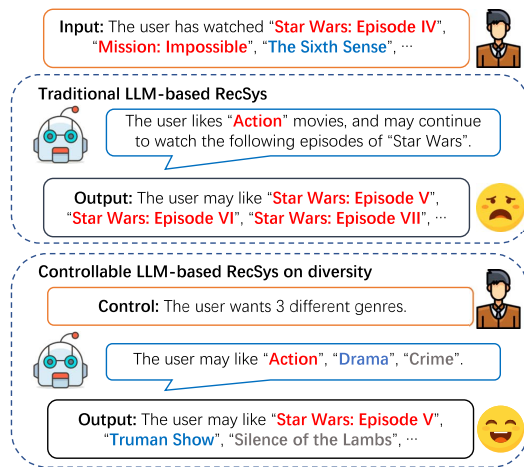 Input: The user has watched “Star Wars: Episode IV”,
“Mission: Impossible”, “The Sixth Sense”, ···
Traditional LLM-based RecSys
The user likes “Action” movies, and may continue
to watch the following episodes of “Star Wars”.
Output: The user may like “Star Wars: Episode V”,
“Star Wars: Episode VI”, “Star Wars: Episode VII”, ···
Controllable LLM-based RecSys on diversity
Control: The user wants 3 different genres.
The user may like “Action”, “Drama”, “Crime”.
Output: The user may like “Star Wars: Episode V”,
“Truman Show”, “Silence of the Lambs”, ···